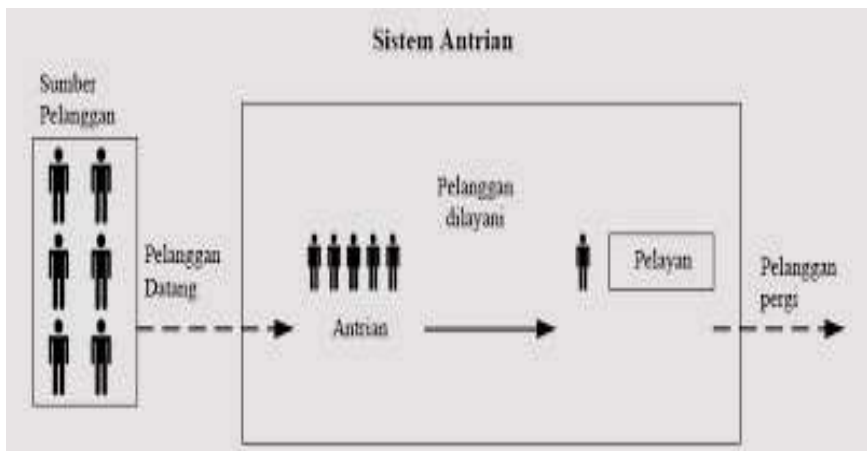 Sistem Antrian
Sumber
Pelanggan
Pelanggan
dilayani
Pelanggan
Datang
Pelayan
Pelanggan
pergi
Antrian